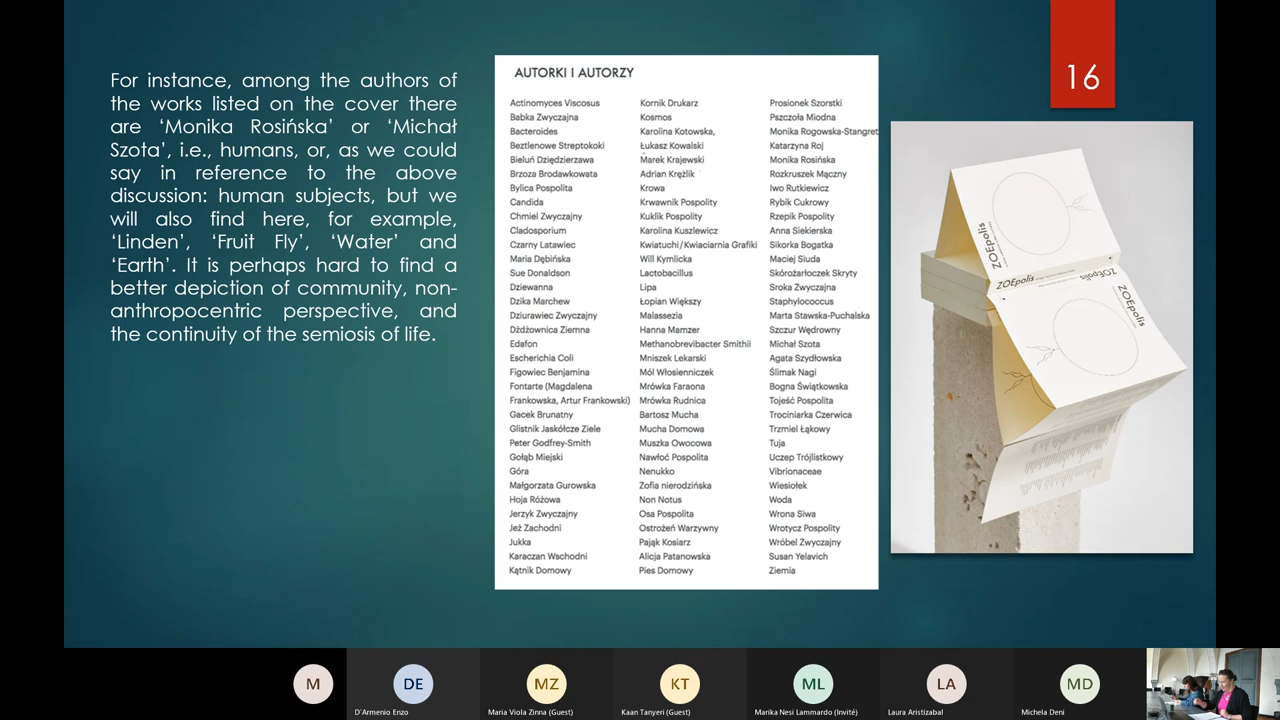 For instance, among the authors of
the works listed on the cover there
are ‘Monika Rosińska’ or ‘Michał
Szota’, i.e., humans, or, as we could
say in reference to the above
discussion: human subjects, but we
will also find here, for example,
‘Linden’, ‘Fruit Fly’, ‘Water’ and
‘Earth’. It is perhaps hard to find a
better depiction of community, non-
anthropocentric perspective, and
the continuity of the semiosis of life.
AUTORKI I AUTORZY
Actinomyces Viscosus
Babka Zwyczajna
Bacteroides
Beztlenowe Streptokoki
Bieluń Dziędzierzawa
Brzoza Brodawkowata
Bylica Pospolita
Candida
Chmiel Zwyczajny
Cladosporium
Czarny Latawiec
Maria Dębińska
Sue Donaldson
Dziewanna
Dzika Marchew
Dziurawiec Zwyczajny
Dżdżownica Ziemna
Edafon
Escherichia Coli
Figowiec Benjamina
Fontarte (Magdalena
Frankowska, Artur Frankowski)
Gacek Brunatny
Glistnik Jaskółcze Ziele
Peter Godfrey-Smith
Gołąb Miejski
Góra
Małgorzata Gurowska
Hoja Różowa
Jerzyk Zwyczajny
Jeż Zachodni
Jukka
Karaczan Wschodni
Kątnik Domowy
Kornik Drukarz
Kosmos
Karolina Kotowska,
Łukasz Kowalski
Marek Krajewski
Adrian Krężlik
Krowa
Krwawnik Pospolity
Kuklik Pospolity
Karolina Kuszlewicz
Kwiatuchi/Kwiaciarnia Grafiki
Will Kymlicka
Lactobacillus
Lipa
Łopian Większy
Malassezia
Hanna Mamzer
Methanobrevibacter Smithii
Mniszek Lekarski
Mól Włosienniczek
Mrówka Faraona
Mrówka Rudnica
Bartosz Mucha
Mucha Domowa
Muszka Owocowa
Nawłoć Pospolita
Nenukko
Zofia nierodzińska
Non Notus
Osa Pospolita
Ostrożeń Warzywny
Pająk Kosiarz
Alicja Patanowska
Pies Domowy
Prosionek Szorstki
Pszczoła Miodna
Monika Rogowska-Stangret
Katarzyna Roj
Monika Rosińska
Rozkruszek Mączny
Iwo Rutkiewicz
Rybik Cukrowy
Rzepik Pospolity
Anna Siekierska
Sikorka Bogatka
Maciej Siuda
Skórożarłoczek Skryty
Sroka Zwyczajna
Staphylococcus
Marta Stawska-Puchalska
Szczur Wędrowny
Michał Szota
Agata Szydłowska
Ślimak Nagi
Bogna Świątkowska
Tojeść Pospolita
Trociniarka Czerwica
Trzmiel Łąkowy
Tuja
Uczep Trójlistkowy
Vibrionaceae
Wiesiołek
Woda
Wrona Siwa
Wrotycz Pospolity
Wróbel Zwyczajny
Susan Yelavich
Ziemia
16
ZOEpolis
ZOEpolis
ZOEpolis
ZOEpolis
M
DE
D'Armenio Enzo
MZ
Maria Viola Zinna (Guest)
KT
Kaan Tanyeri (Guest)
ML
Marika Nesi Lammardo (Invité)
LA
Laura Aristizabal
MD
Michela Deni